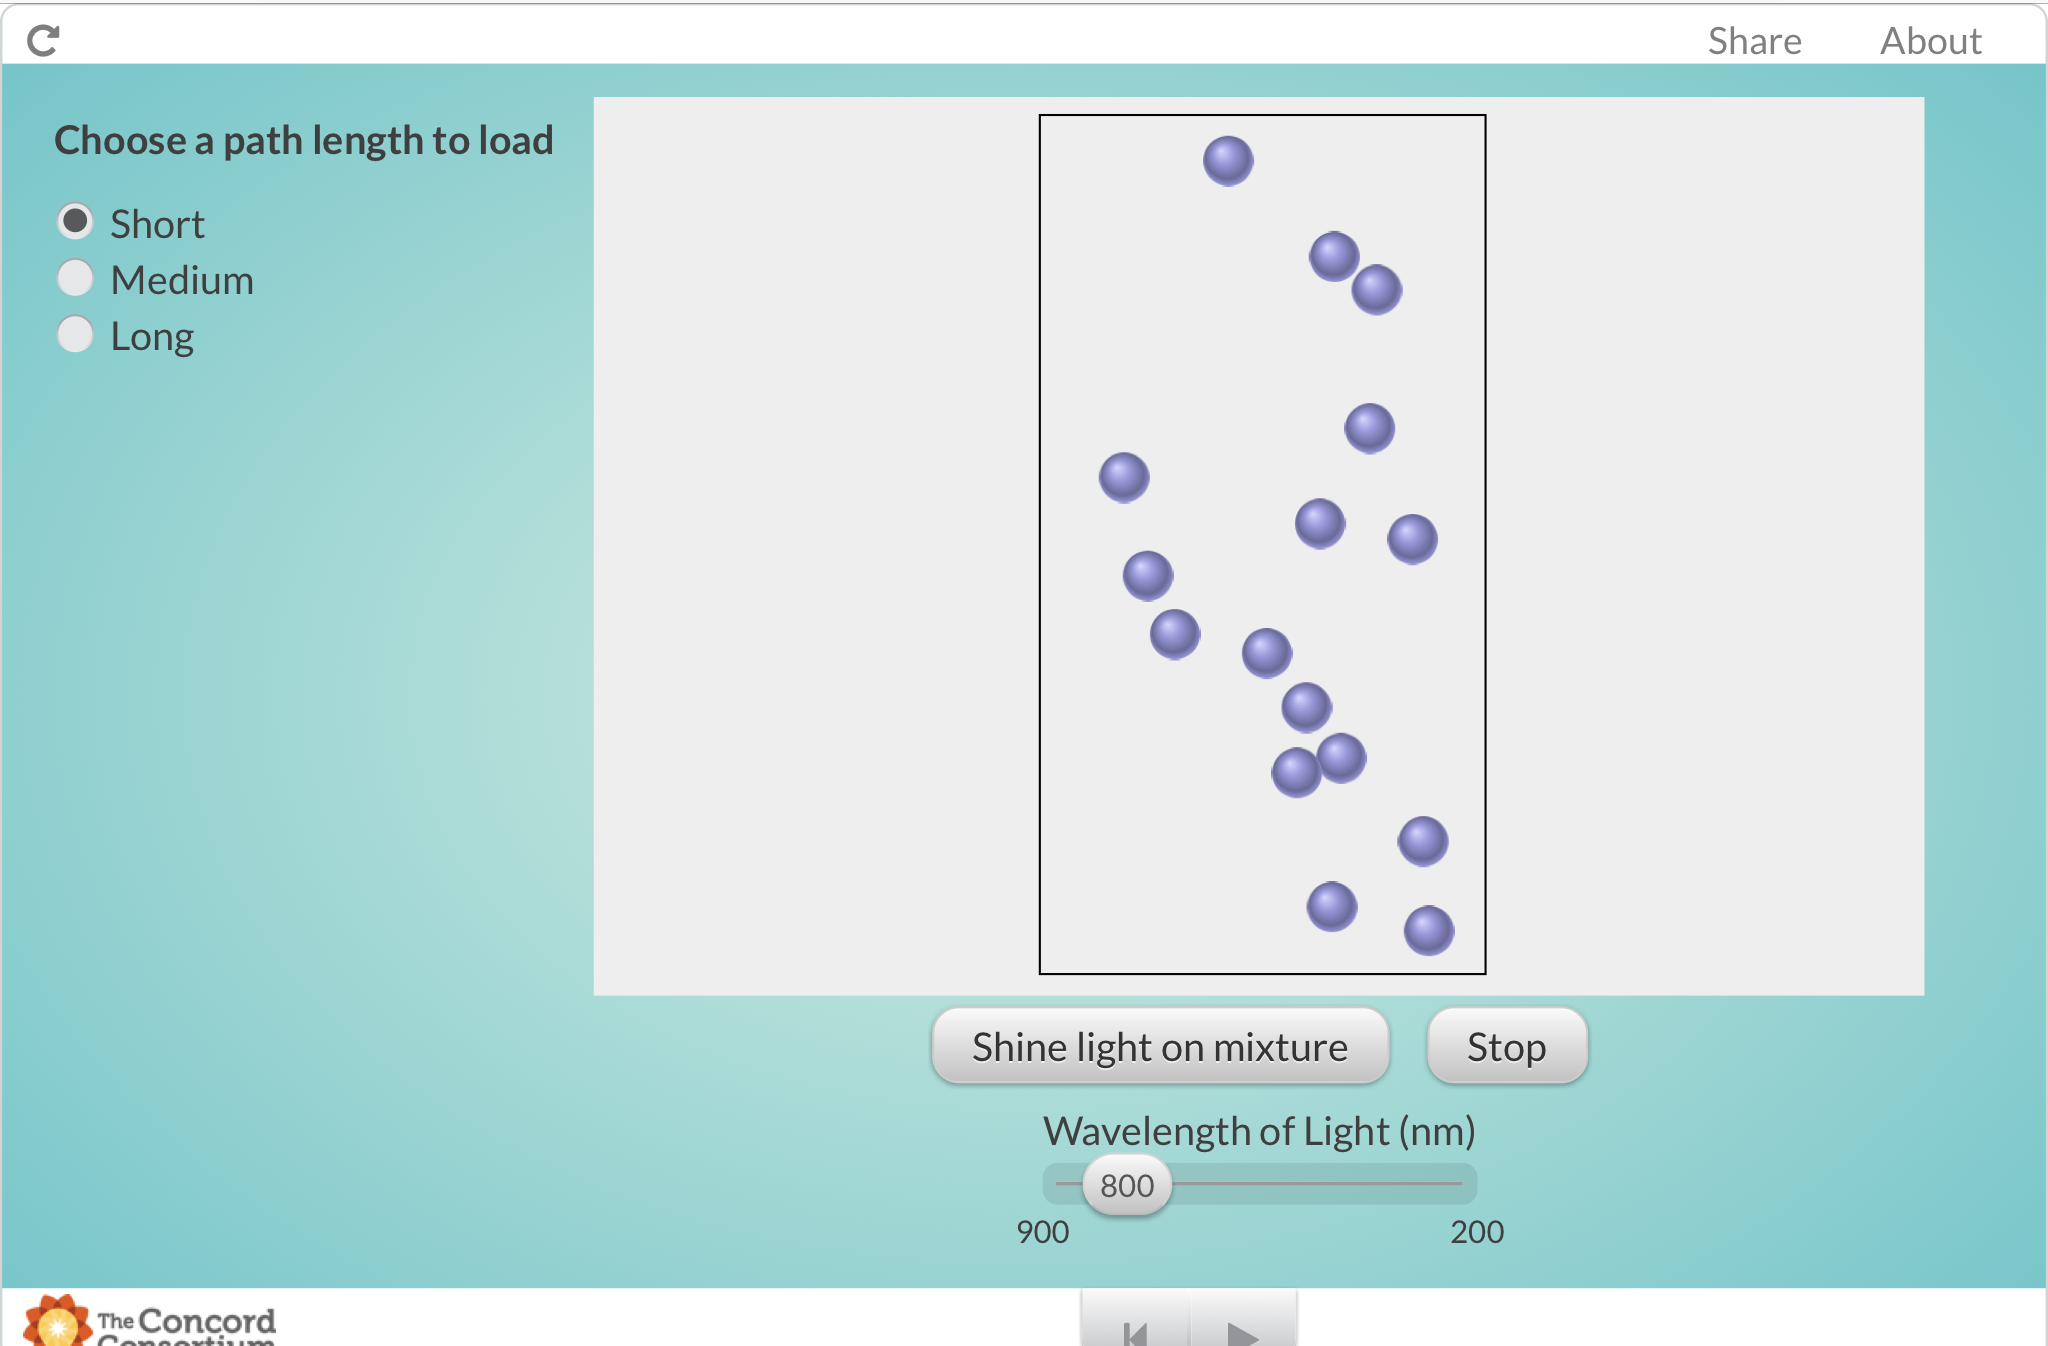 Share About
Choose a path length to load
Short
Medium
Long
Shine light on mixture Stop
Wavelength of Light (nm)
800
900 200
The Concord
Consortium